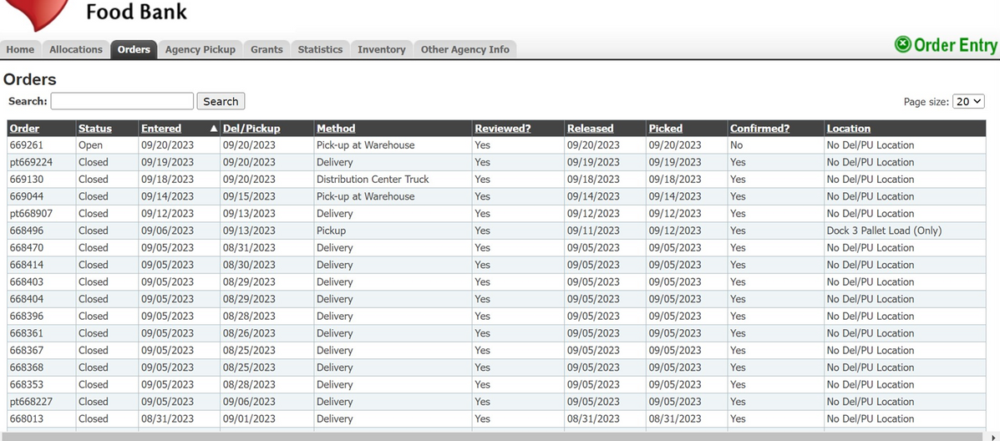 Food Bank
Home Allocations Orders Agency Pickup Grants Statistics Inventory Other Agency Info Order Entry
Orders
Search: Search Page size: 20
Order Status Entered Del/Pickup Method Reviewed? Released Picked Confirmed? Location
669261 Open 09/20/2023 09/20/2023 Pick-up at Warehouse Yes 09/20/2023 09/20/2023 No No Del/PU Location
pt669224 Closed 09/19/2023 09/20/2023 Delivery Yes 09/19/2023 09/19/2023 Yes No Del/PU Location
669130 Closed 09/18/2023 09/20/2023 Distribution Center Truck Yes 09/18/2023 09/18/2023 Yes No Del/PU Location
669044 Closed 09/14/2023 09/15/2023 Pick-up at Warehouse Yes 09/14/2023 09/14/2023 Yes No Del/PU Location
pt668907 Closed 09/12/2023 09/13/2023 Delivery Yes 09/12/2023 09/12/2023 Yes No Del/PU Location
668496 Closed 09/06/2023 09/13/2023 Pickup Yes 09/11/2023 09/12/2023 Yes Dock 3 Pallet Load (Only)
668470 Closed 09/05/2023 08/31/2023 Delivery Yes 09/05/2023 09/05/2023 Yes No Del/PU Location
668414 Closed 09/05/2023 08/30/2023 Delivery Yes 09/05/2023 09/05/2023 Yes No Del/PU Location
668403 Closed 09/05/2023 08/29/2023 Delivery Yes 09/05/2023 09/05/2023 Yes No Del/PU Location
668404 Closed 09/05/2023 08/29/2023 Delivery Yes 09/05/2023 09/05/2023 Yes No Del/PU Location
668396 Closed 09/05/2023 08/28/2023 Delivery Yes 09/05/2023 09/05/2023 Yes No Del/PU Location
668361 Closed 09/05/2023 08/26/2023 Delivery Yes 09/05/2023 09/05/2023 Yes No Del/PU Location
668367 Closed 09/05/2023 08/25/2023 Delivery Yes 09/05/2023 09/05/2023 Yes No Del/PU Location
668368 Closed 09/05/2023 08/25/2023 Delivery Yes 09/05/2023 09/05/2023 Yes No Del/PU Location
668353 Closed 09/05/2023 08/28/2023 Delivery Yes 09/05/2023 09/05/2023 Yes No Del/PU Location
pt668227 Closed 09/05/2023 09/06/2023 Delivery Yes 09/05/2023 09/05/2023 Yes No Del/PU Location
668013 Closed 08/31/2023 09/01/2023 Delivery Yes 08/31/2023 08/31/2023 Yes No Del/PU Location